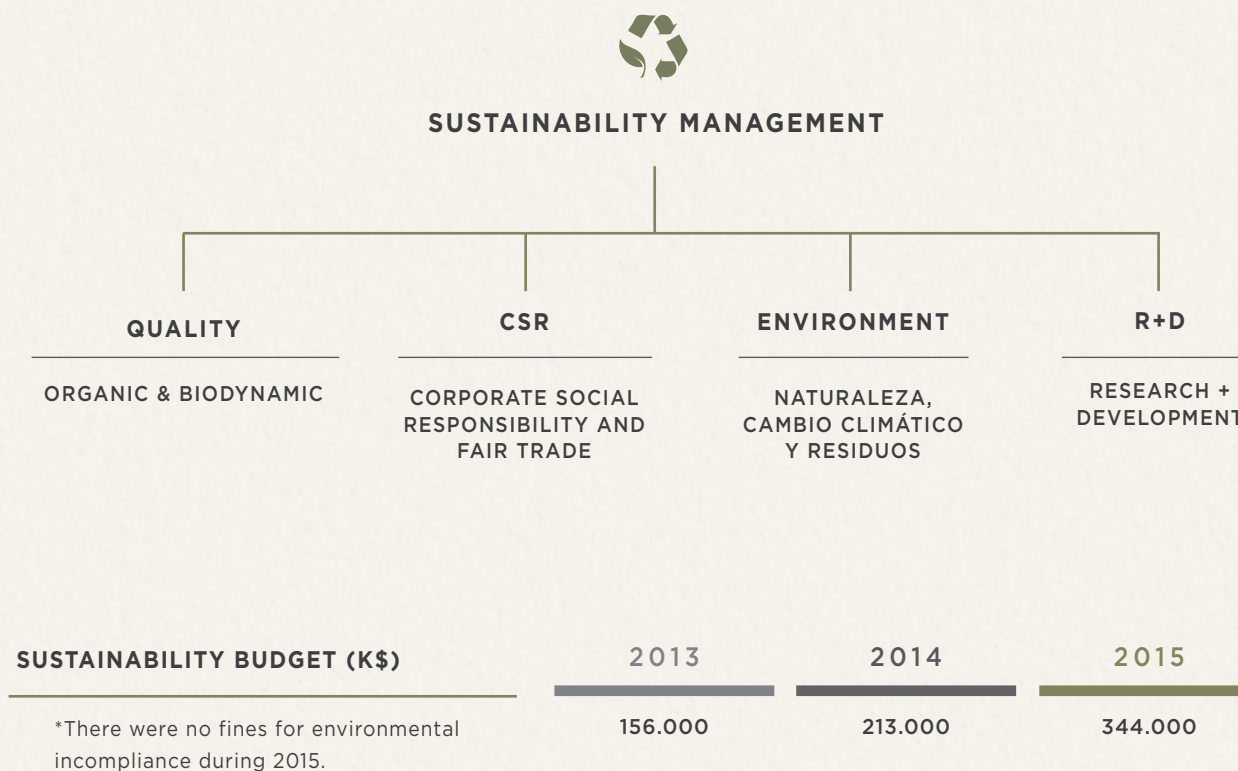 SUSTAINABILITY MANAGEMENT
QUALITY
ORGANIC & BIODYNAMIC
CSR
CORPORATE SOCIAL
RESPONSIBILITY AND
FAIR TRADE
ENVIRONMENT
NATURALEZA,
CAMBIO CLIMÁTICO
Y RESIDUOS
R+D
RESEARCH +
DEVELOPMENT
SUSTAINABILITY BUDGET (K$)
*There were no fines for environmental
incompliance during 2015.
2013
156.000
2014
213.000
2015
344.000